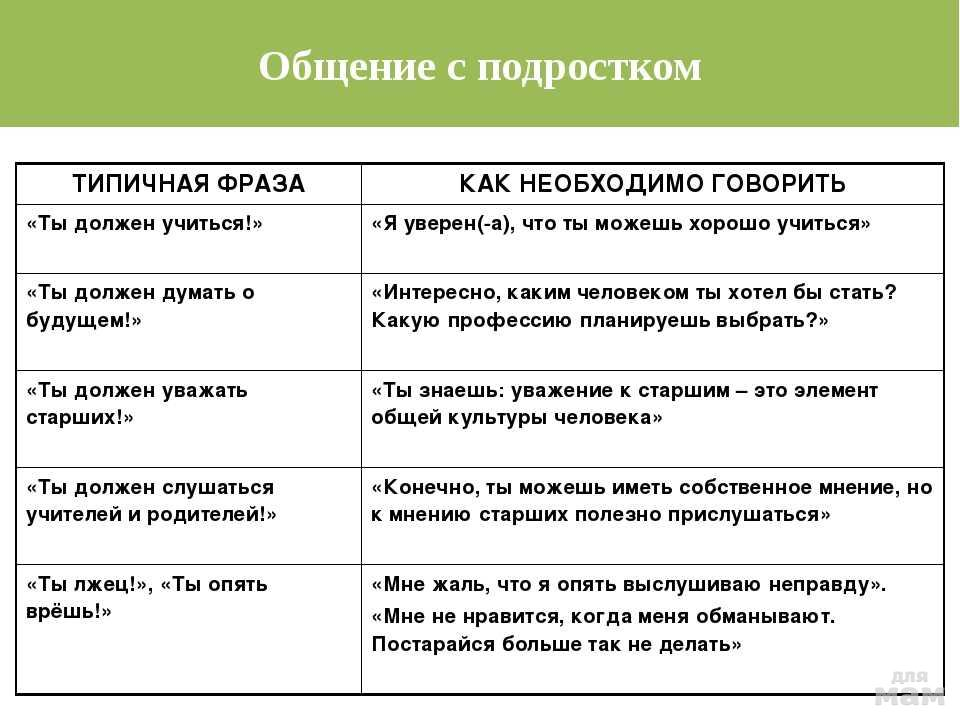 Общение с подростком
ТИПИЧНАЯ ФРАЗА
КАК НЕОБХОДИМО ГОВОРИТЬ
«Ты должен учиться!»
«Я уверен(-а), что ты можешь хорошо учиться»
«Ты должен думать о
будущем!»
«Интересно, каким человеком ты хотел бы стать?
Какую профессию планируешь выбрать?»
«Ты должен уважать
старших!»
«Ты знаешь: уважение к старшим – это элемент
общей культуры человека»
«Ты должен слушаться
учителей и родителей!»
«Конечно, ты можешь иметь собственное мнение, но
к мнению старших полезно прислушаться»
«Ты лжец!», «Ты опять
врёшь!»
«Мне жаль, что я опять выслушиваю неправду».
«Мне не нравится, когда меня обманывают.
Постарайся больше так не делать»
для
мам